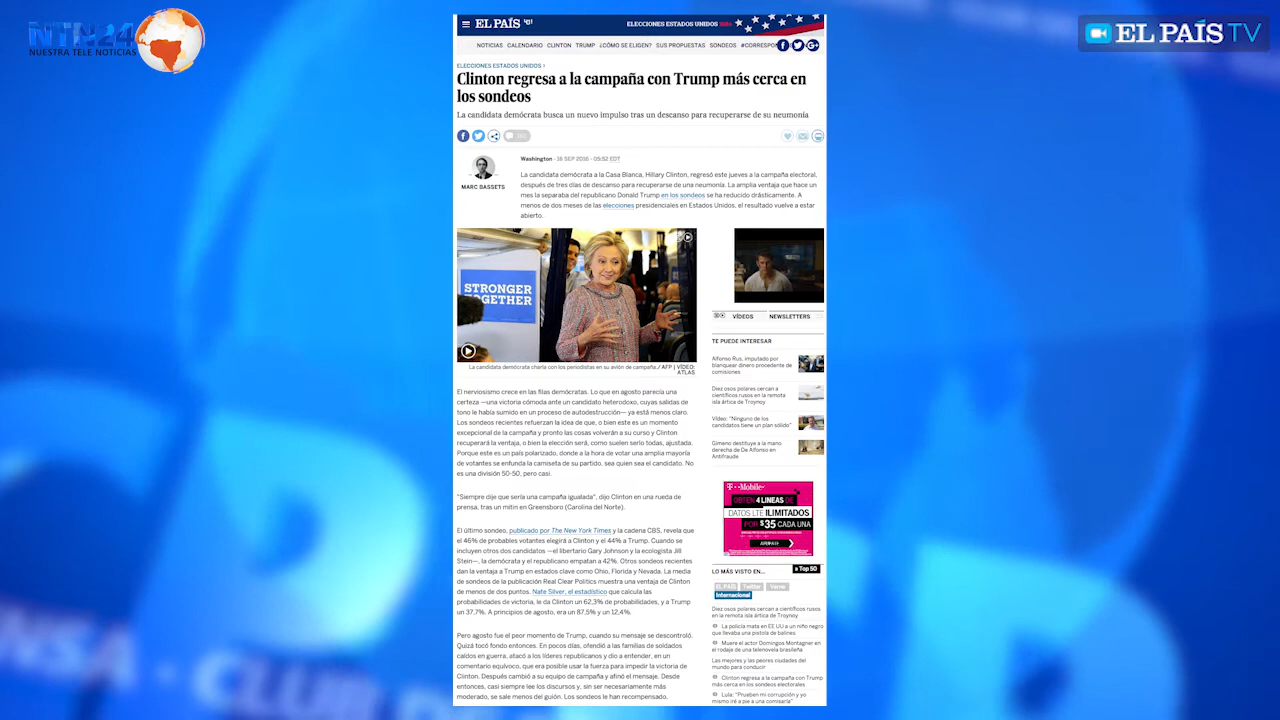 NTN24
NUESTRA TELE NOTICIAS
EL PAÍS TV
EL PAÍS
ELECCIONES ESTADOS UNIDOS 2016
NOTICIAS CALENDARIO CLINTON TRUMP ¿CÓMO SE ELIGEN? SUS PROPUESTAS SONDEOS #CORRESPON
ELECCIONES ESTADOS UNIDOS ›
Clinton regresa a la campaña con Trump más cerca en
los sondeos
La candidata demócrata busca un nuevo impulso tras un descanso para recuperarse de su neumonía
MARC BASSETS
Washington - 16 SEP 2016 - 05:52 EDT
La candidata demócrata a la Casa Blanca, Hillary Clinton, regresó este jueves a la campaña electoral,
después de tres días de descanso para recuperarse de una neumonía. La amplia ventaja que hace un
mes la separaba del republicano Donald Trump en los sondeos se ha reducido drásticamente. A
menos de dos meses de las elecciones presidenciales en Estados Unidos, el resultado vuelve a estar
abierto.
STRONGER
TOGETHER
La candidata demócrata charla con los periodistas en su avión de campaña. / AFP | VÍDEO:
ATLAS
El nerviosismo crece en las filas demócratas. Lo que en agosto parecía una
certeza —una victoria cómoda ante un candidato heterodoxo, cuyas salidas de
tono le había sumido en un proceso de autodestrucción— ya está menos claro.
Los sondeos recientes refuerzan la idea de que, o bien este es un momento
excepcional de la campaña y pronto las cosas volverán a su curso y Clinton
recuperará la ventaja, o bien la elección será, como suelen serlo todas, ajustada.
Porque este es un país polarizado, donde a la hora de votar una amplia mayoría
de votantes se enfunda la camiseta de su partido, sea quien sea el candidato. No
es una división 50-50, pero casi.
"Siempre dije que sería una campaña igualada", dijo Clinton en una rueda de
prensa, tras un mitin en Greensboro (Carolina del Norte).
El último sondeo, publicado por The New York Times y la cadena CBS, revela que
el 46% de probables votantes elegirá a Clinton y el 44% a Trump. Cuando se
incluyen otros dos candidatos —el libertario Gary Johnson y la ecologista Jill
Stein—, la demócrata y el republicano empatan a 42%. Otros sondeos recientes
dan la ventaja a Trump en estados clave como Ohio, Florida y Nevada. La media
de sondeos de la publicación Real Clear Politics muestra una ventaja de Clinton
de menos de dos puntos. Nate Silver, el estadístico que calcula las
probabilidades de victoria, le da Clinton un 62,3% de probabilidades, y a Trump
un 37,7%. A principios de agosto, era un 87,5% y un 12,4%.
Pero agosto fue el peor momento de Trump, cuando su mensaje se descontroló.
Quizá tocó fondo entonces. En pocos días, ofendió a las familias de soldados
caídos en guerra, atacó a los líderes republicanos y dio a entender, en un
comentario equívoco, que era posible usar la fuerza para impedir la victoria de
Clinton. Después cambió a su equipo de campaña y afinó el mensaje. Desde
entonces, casi siempre lee los discursos y, sin ser necesariamente más
moderado, se sale menos del guión. Los sondeos le han recompensado.
VÍDEOS NEWSLETTERS
TE PUEDE INTERESAR
Alfonso Rus, imputado por
blanquear dinero procedente de
comisiones
Diez osos polares cercan a
científicos rusos en la remota
isla ártica de Troynoy
Vídeo: "Ninguno de los
candidatos tiene un plan sólido"
Gimeno destituye a la mano
derecha de De Alfonso en
Antifraude
T-Mobile
OBTÉN 4 LÍNEAS DE
DATOS LTE ILIMITADOS
POR $35 CADA UNA
LO MÁS VISTO EN... » Top 50
EL PAÍS Twitter Verne
Internacional
Diez osos polares cercan a científicos rusos
en la remota isla ártica de Troynoy
La policía mata en EE UU a un niño negro
que llevaba una pistola de balines
Muere el actor Domingos Montagner en
el rodaje de una telenovela brasileña
Las mejores y las peores ciudades del
mundo para conducir
Clinton regresa a la campaña con Trump
más cerca en los sondeos electorales
Lula: "Prueben mi corrupción y yo
mismo iré a pie a una comisaría"